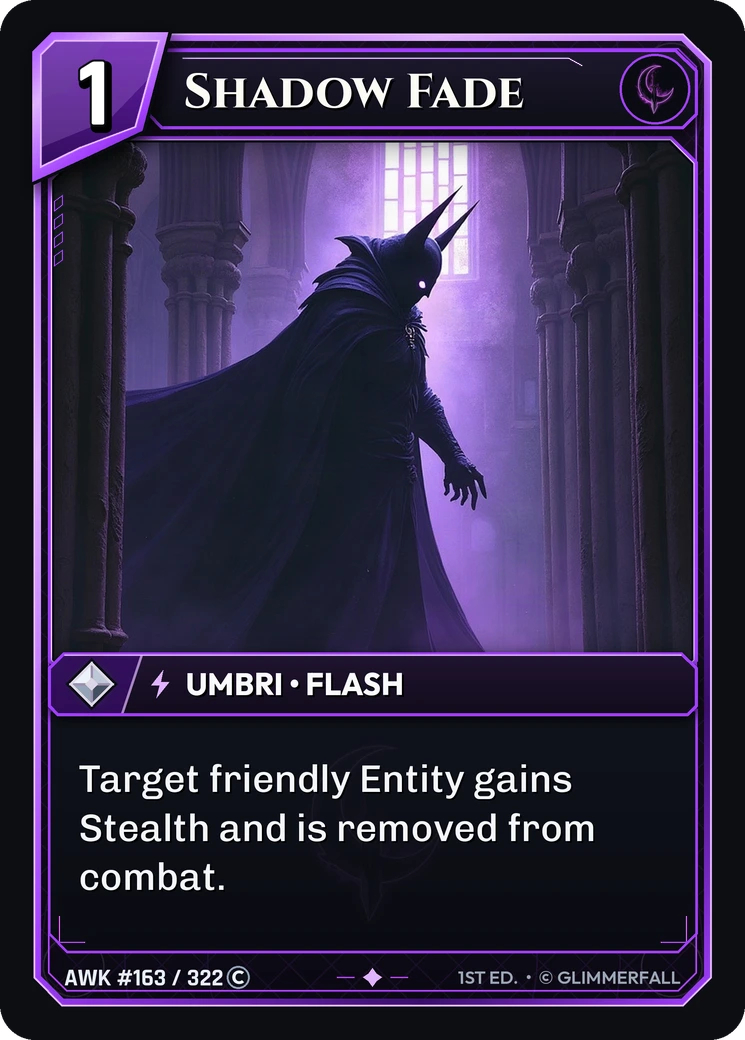 1
Shadow Fade
UMBRI • FLASH
Target friendly Entity gains
Stealth and is removed from
combat.
AWK #163 / 322 Ⓒ
1ST ED. • © GLIMMERFALL